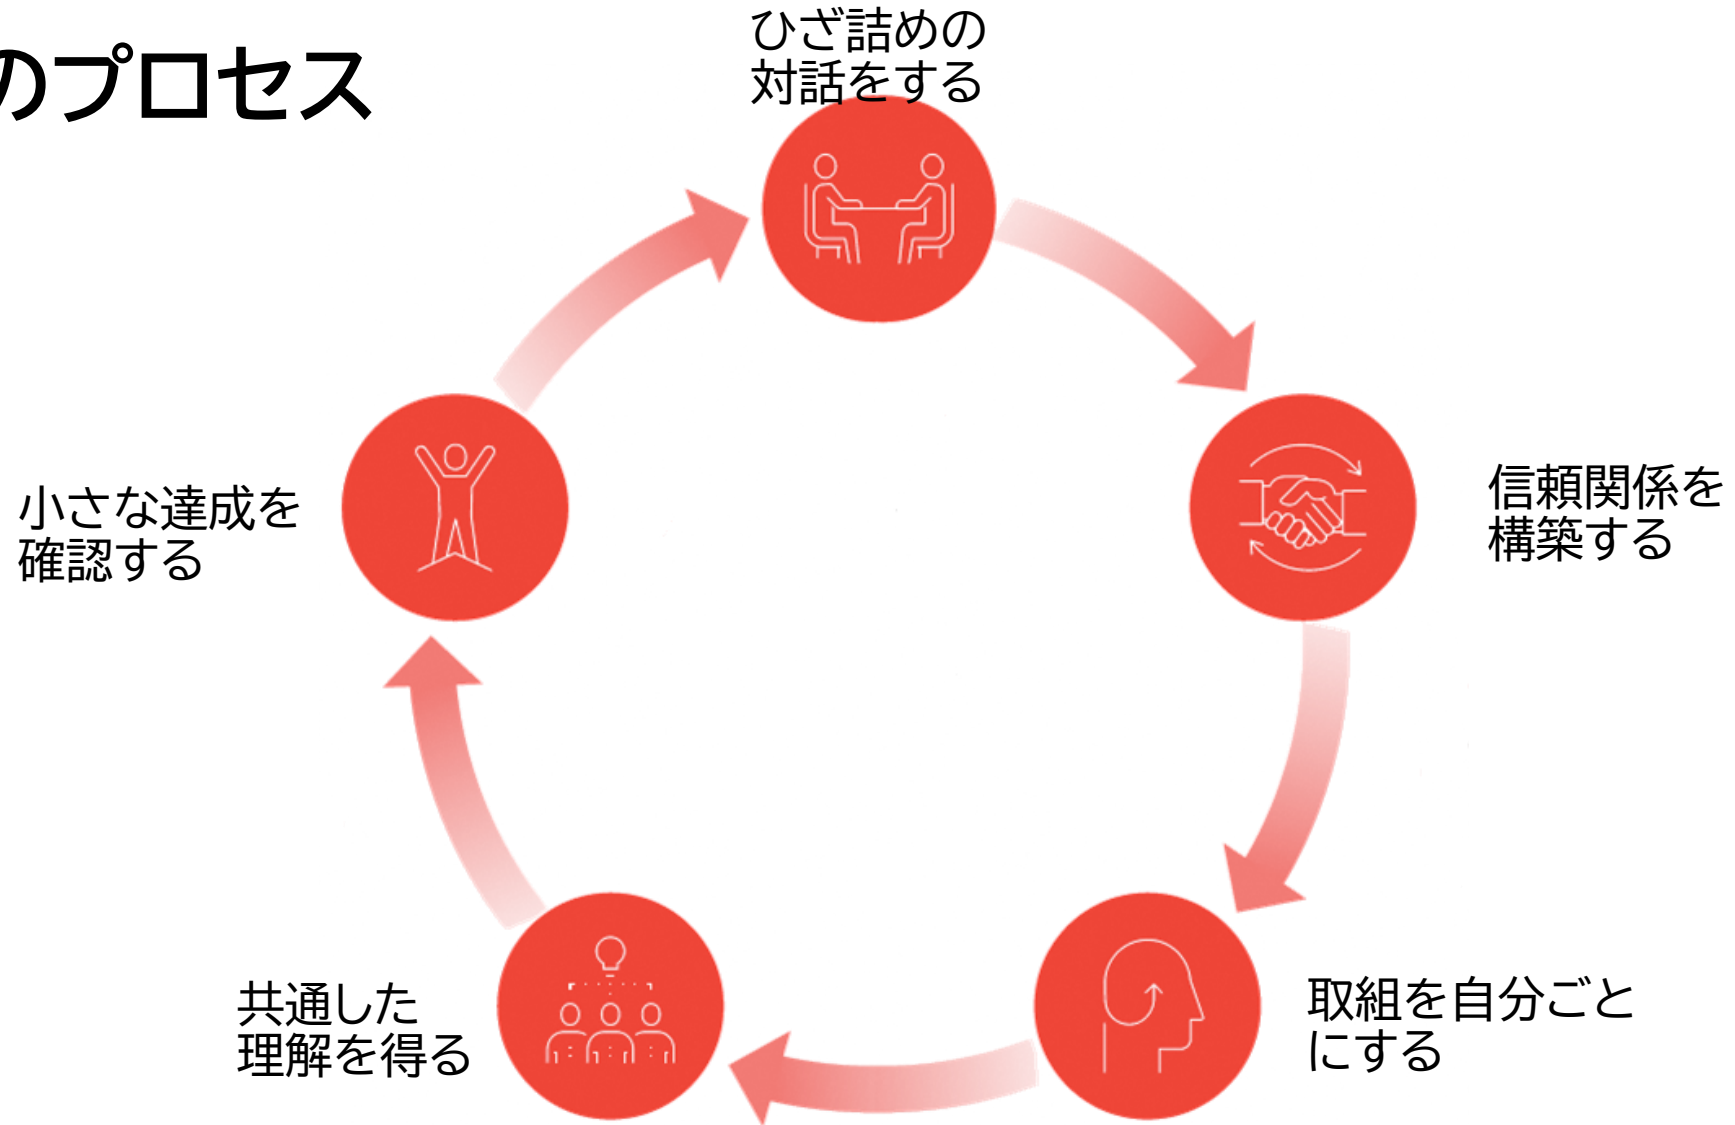 のプロセス
ひざ詰めの
対話をする
信頼関係を
構築する
取組を自分ごと
にする
共通した
理解を得る
小さな達成を
確認する